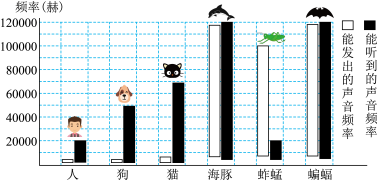 频率(赫)
120000
100000
80000
60000
40000
20000
人
狗
猫
海豚
蚱蜢
蝙蝠
能听到的声音频率
能发出的声音频率